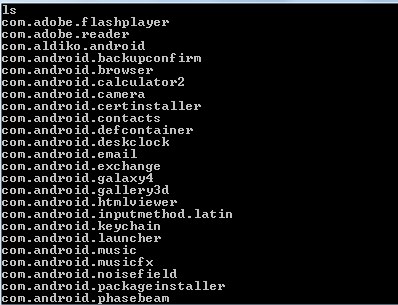 ls
com.adobe.flashplayer
com.adobe.reader
com.aldiko.android
com.android.backupconfirm
com.android.browser
com.android.calculator2
com.android.camera
com.android.certinstaller
com.android.contacts
com.android.defcontainer
com.android.deskclock
com.android.email
com.android.exchange
com.android.galaxy4
com.android.gallery3d
com.android.htmlviewer
com.android.inputmethod.latin
com.android.keychain
com.android.launcher
com.android.music
com.android.musicfx
com.android.noisefield
com.android.packageinstaller
com.android.phasebeam